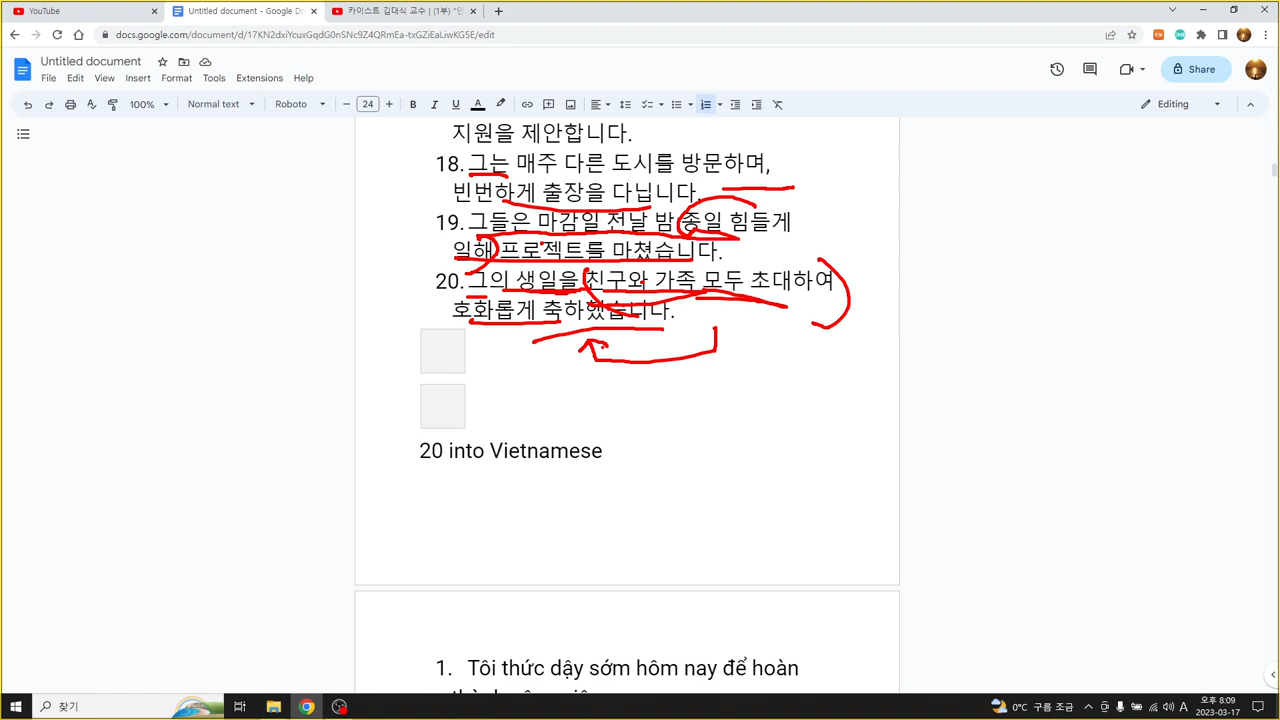 YouTube
Untitled document - Google Do
카이스트 김대식 교수 | (1부) "인
docs.google.com/document/d/17KN2dxiYcuxGqdG0nSNc9Z4QRmEa-txGZiEaLiwKG5E/edit
Untitled document
File Edit View Insert Format Tools Extensions Help
Share
100% Normal text Roboto 24 Editing
지원을 제안합니다.
18. 그는 매주 다른 도시를 방문하며,
빈번하게 출장을 다닙니다.
19. 그들은 마감일 전날 밤 종일 힘들게
일해 프로젝트를 마쳤습니다.
20. 그의 생일을 친구와 가족 모두 초대하여
호화롭게 축하했습니다.
20 into Vietnamese
1. Tôi thức dậy sớm hôm nay để hoàn
찾기
0°C 구름 조금
A
오후 8:09
2023-03-17